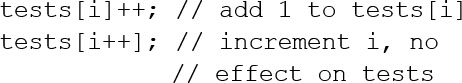 tests[i]++; // add 1 to tests[i]
tests[i++]; // increment i, no
// effect on tests